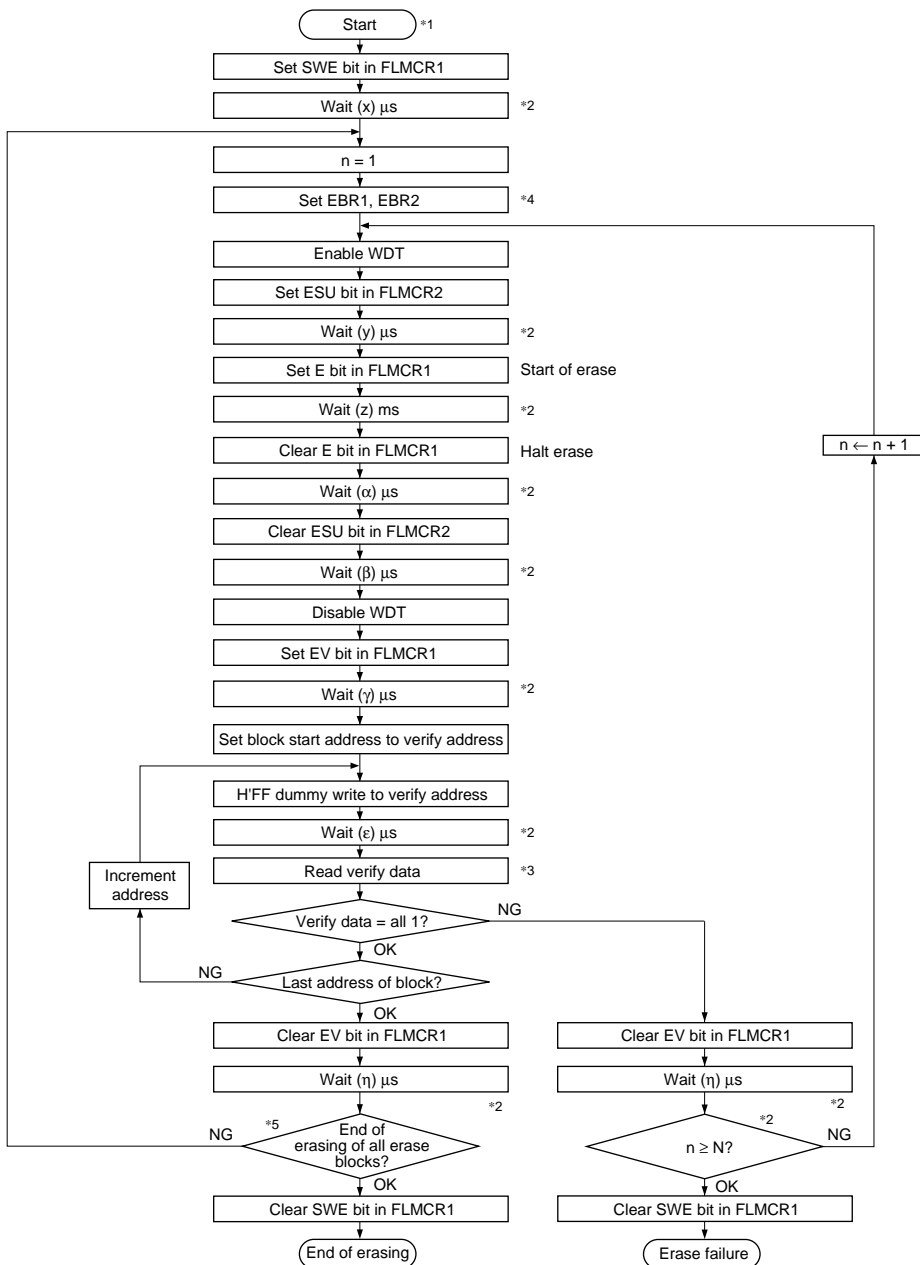 Start *1
Set SWE bit in FLMCR1
Wait (x) μs *2
n = 1
Set EBR1, EBR2 *4
Enable WDT
Set ESU bit in FLMCR2
Wait (y) μs *2
Set E bit in FLMCR1 Start of erase
Wait (z) ms *2
n ← n + 1
Clear E bit in FLMCR1 Halt erase
Wait (α) μs *2
Clear ESU bit in FLMCR2
Wait (β) μs *2
Disable WDT
Set EV bit in FLMCR1
Wait (γ) μs *2
Set block start address to verify address
H'FF dummy write to verify address
Wait (ε) μs *2
Read verify data *3
Increment
address
Verify data = all 1? NG
OK
NG Last address of block?
OK
Clear EV bit in FLMCR1
Wait (η) μs
*2
NG *5
End of
erasing of all erase
blocks?
OK
Clear SWE bit in FLMCR1
End of erasing
Clear EV bit in FLMCR1
Wait (η) μs
*2
*2
n ≥ N? NG
OK
Clear SWE bit in FLMCR1
Erase failure